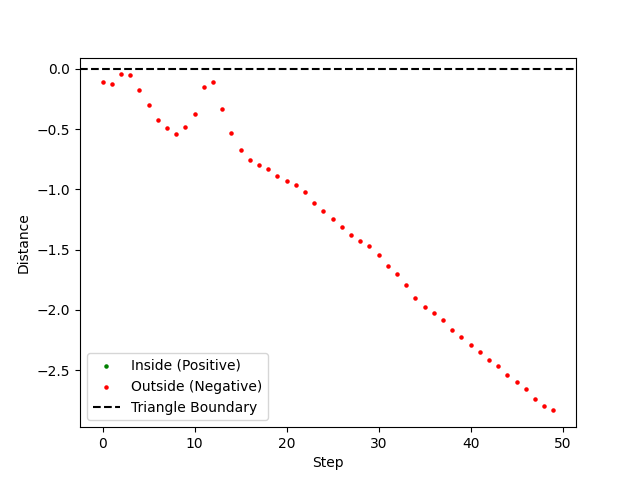 0.0
−0.5
−1.0
−1.5
−2.0
−2.5
Distance
Inside (Positive)
Outside (Negative)
Triangle Boundary
0
10
20
30
40
50
Step